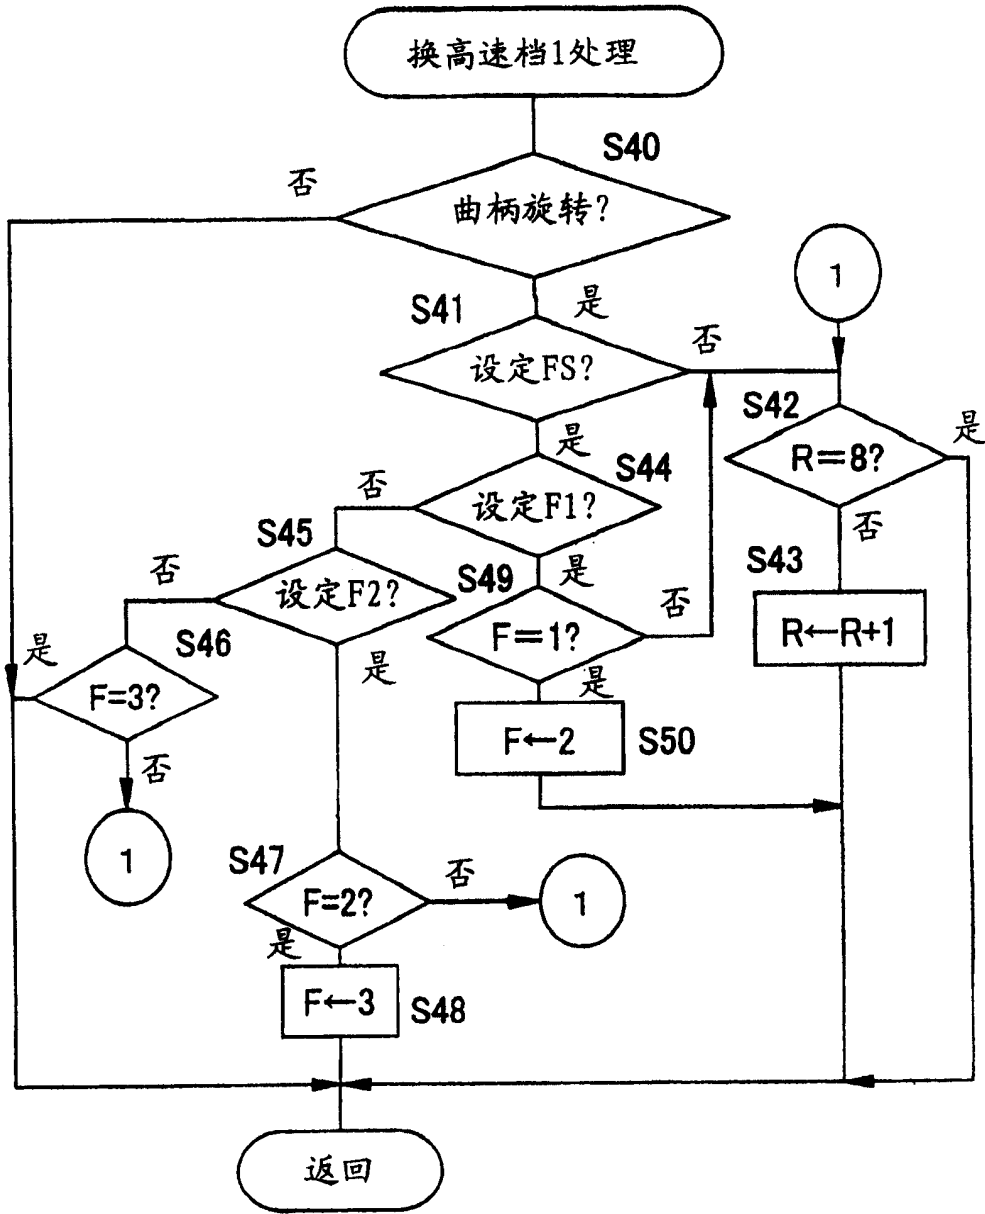 换高速档1处理
S40
否
曲柄旋转?
1
S41
是
设定FS?
否
S42
是
R=8?
是
S44
否
设定F1?
否
S45
S43
否
设定F2?
S49
是
否
R←R+1
F=1?
S46
是
F=3?
是
是
F←2
S50
否
1
S47
F=2?
否
1
是
F←3
S48
返回